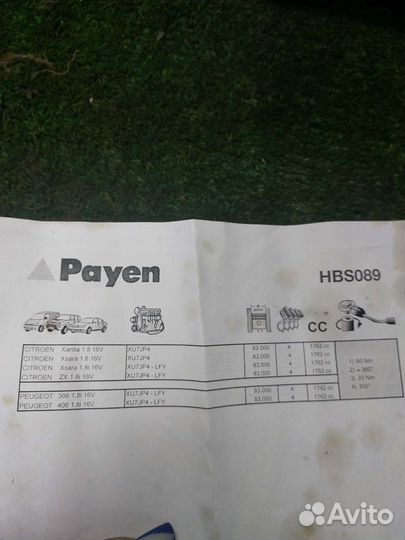 Payen
HBS089
CC
CITROEN Xantia 1.8 16V XU7JP4 83.000 4 1762 cc
CITROEN Xsara 1.8 16V XU7JP4 83.000 4 1762 cc
CITROEN Xsara 1.8i 16V XU7JP4 - LFY 83.000 4 1762 cc
CITROEN ZX 1.8i 16V XU7JP4 - LFY 83.000 4 1762 cc
PEUGEOT 306 1.8i 16V XU7JP4 - LFY 83.000 4 1762 cc
PEUGEOT 406 1.8i 16V XU7JP4 - LFY 83.000 4 1762 cc
1) 60 Nm
2) = 360°
3) 20 Nm
4) 300°
Avito